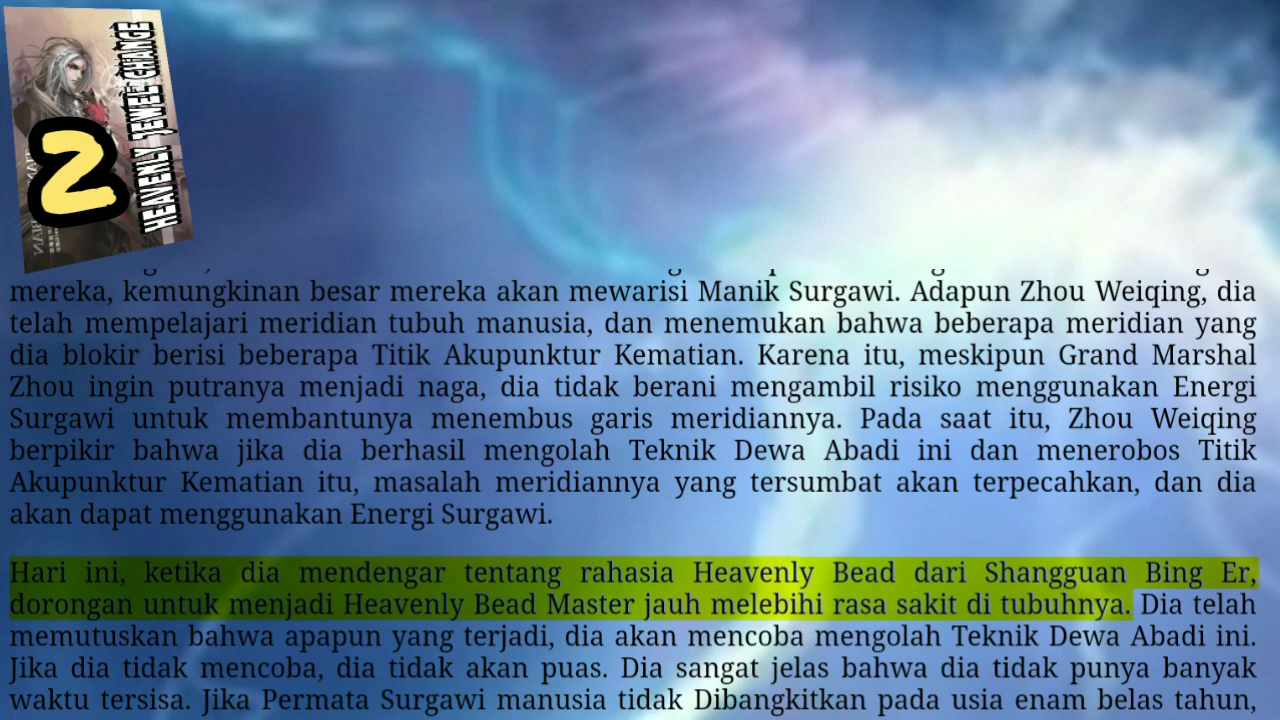 HEAVENLY JEWEL CHANGE
2
mereka, kemungkinan besar mereka akan mewarisi Manik Surgawi. Adapun Zhou Weiqing, dia
telah mempelajari meridian tubuh manusia, dan menemukan bahwa beberapa meridian yang
dia blokir berisi beberapa Titik Akupunktur Kematian. Karena itu, meskipun Grand Marshal
Zhou ingin putranya menjadi naga, dia tidak berani mengambil risiko menggunakan Energi
Surgawi untuk membantunya menembus garis meridiannya. Pada saat itu, Zhou Weiqing
berpikir bahwa jika dia berhasil mengolah Teknik Dewa Abadi ini dan menerobos Titik
Akupunktur Kematian itu, masalah meridiannya yang tersumbat akan terpecahkan, dan dia
akan dapat menggunakan Energi Surgawi.
Hari ini, ketika dia mendengar tentang rahasia Heavenly Bead dari Shangguan Bing Er,
dorongan untuk menjadi Heavenly Bead Master jauh melebihi rasa sakit di tubuhnya. Dia telah
memutuskan bahwa apapun yang terjadi, dia akan mencoba mengolah Teknik Dewa Abadi ini.
Jika dia tidak mencoba, dia tidak akan puas. Dia sangat jelas bahwa dia tidak punya banyak
waktu tersisa. Jika Permata Surgawi manusia tidak Dibangkitkan pada usia enam belas tahun,